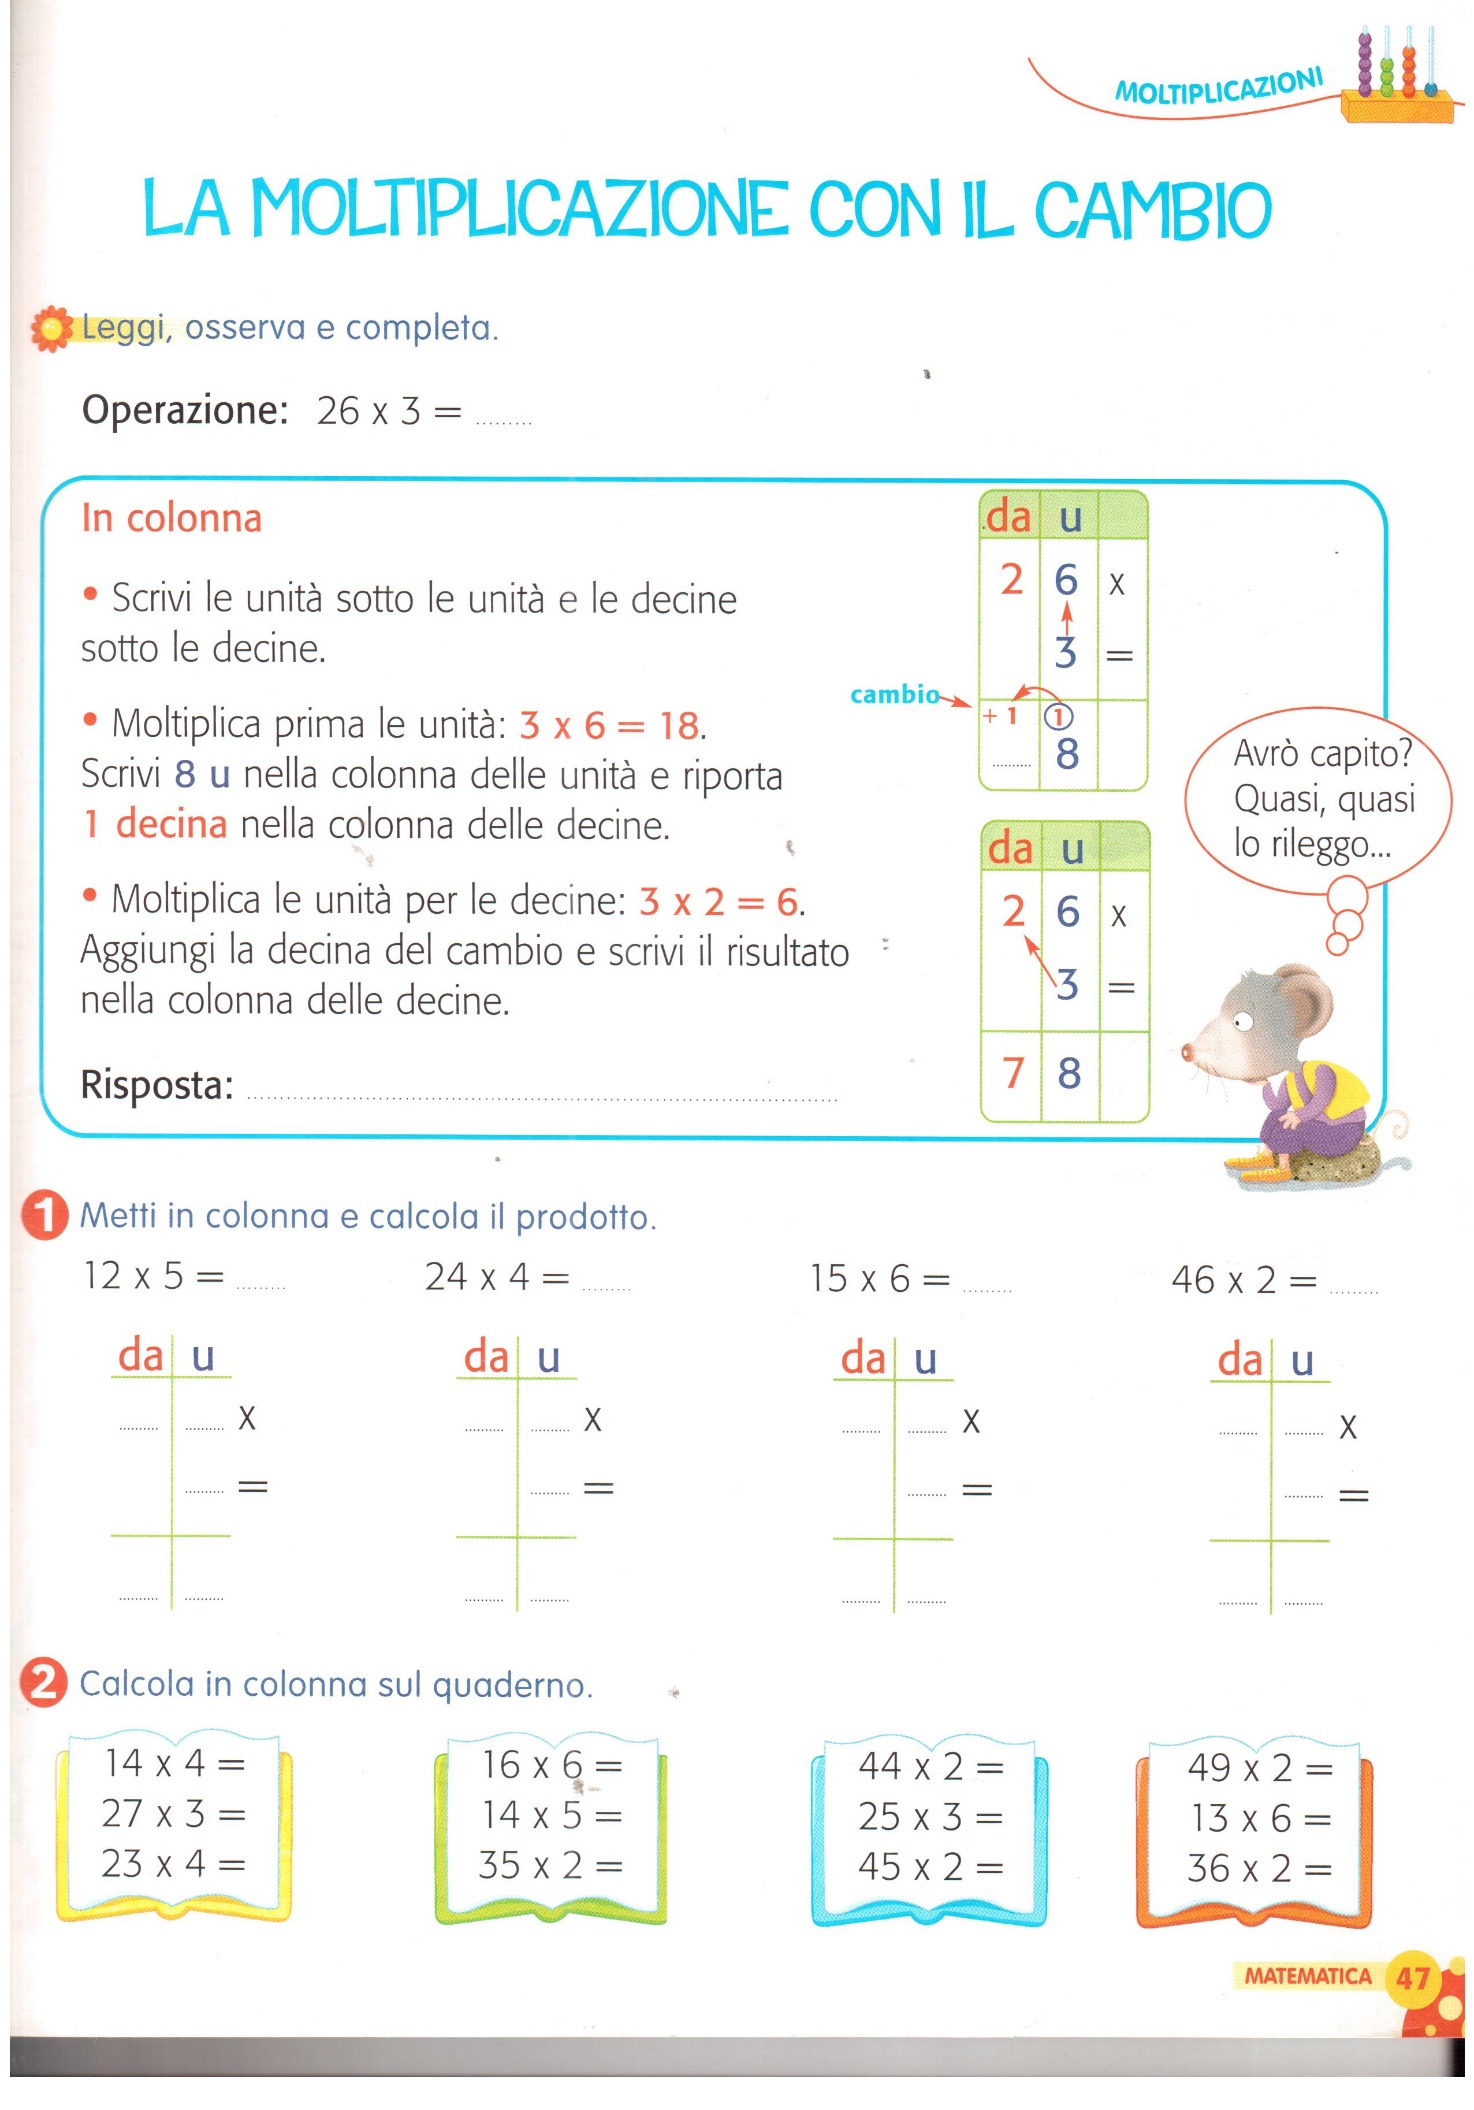 MOLTIPLICAZIONI
LA MOLTIPLICAZIONE CON IL CAMBIO
Leggi, osserva e completa.
Operazione: 26 x 3 = .........
In colonna
• Scrivi le unità sotto le unità e le decine
sotto le decine.
• Moltiplica prima le unità: 3 x 6 = 18.
Scrivi 8 u nella colonna delle unità e riporta
1 decina nella colonna delle decine.
• Moltiplica le unità per le decine: 3 x 2 = 6.
Aggiungi la decina del cambio e scrivi il risultato
nella colonna delle decine.
Risposta: ...............
da u
2 6 x
3 =
cambio
+ 1 1
......... 8
da u
2 6 x
3 =
7 8
Avrò capito?
Quasi, quasi
lo rileggo...
1 Metti in colonna e calcola il prodotto.
12 x 5 = ......... 24 x 4 = ......... 15 x 6 = ......... 46 x 2 = .........
da u da u da u da u
......... ......... x ......... ......... x ......... ......... x ......... ......... x
......... = ......... = ......... = ......... =
......... ......... ......... ......... ......... ......... ......... .........
2 Calcola in colonna sul quaderno.
14 x 4 =
27 x 3 =
23 x 4 =
16 x 6 =
14 x 5 =
35 x 2 =
44 x 2 =
25 x 3 =
45 x 2 =
49 x 2 =
13 x 6 =
36 x 2 =
MATEMATICA 47